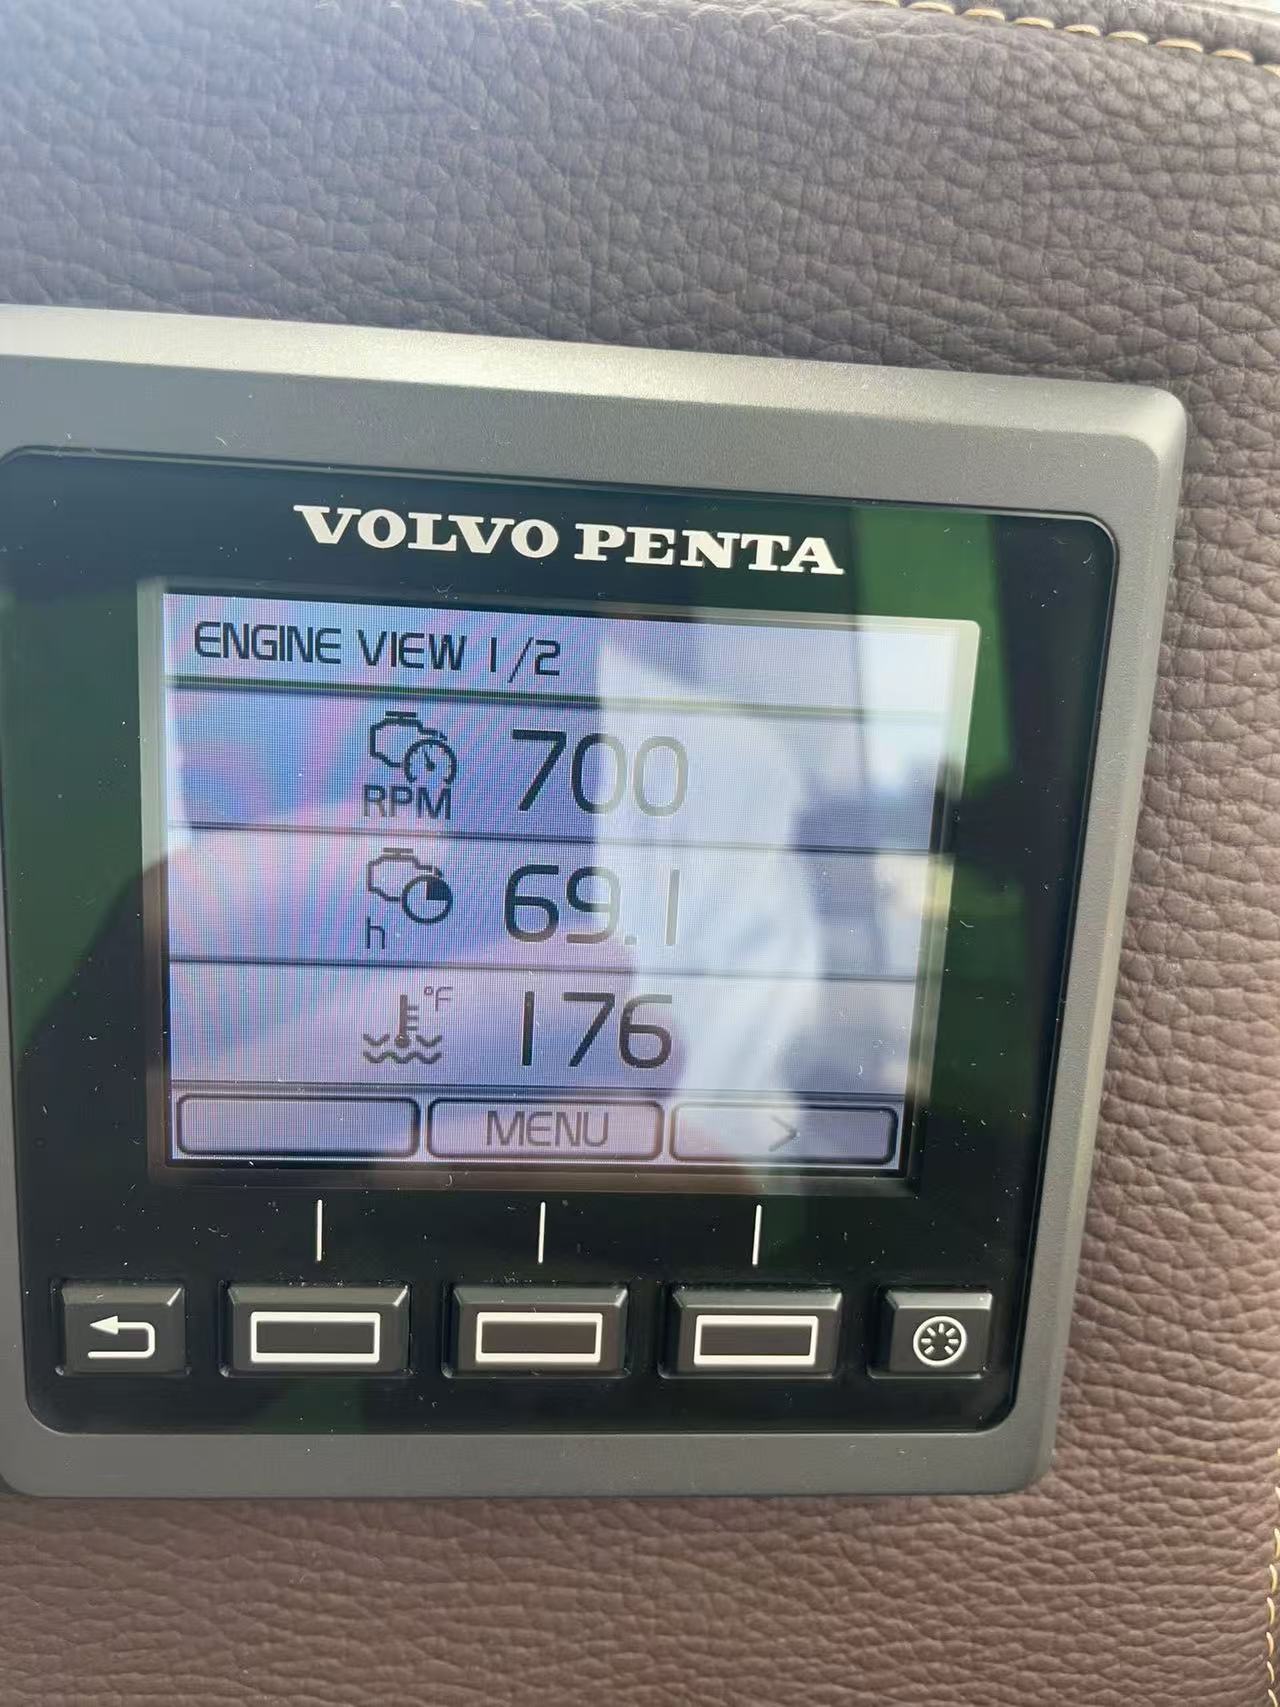 VOLVO PENTA
ENGINE VIEW 1/2
RPM 700
h 69.1
°F 176
MENU >